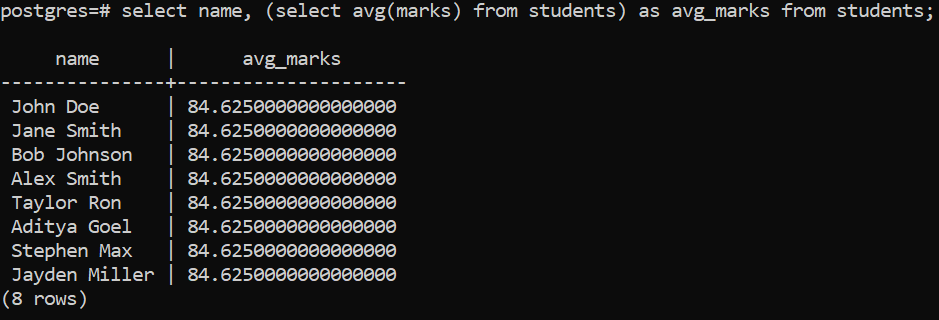 postgres=# select name, (select avg(marks) from students) as avg_marks from students;
name | avg_marks
---------------+---------------------
John Doe | 84.6250000000000000
Jane Smith | 84.6250000000000000
Bob Johnson | 84.6250000000000000
Alex Smith | 84.6250000000000000
Taylor Ron | 84.6250000000000000
Aditya Goel | 84.6250000000000000
Stephen Max | 84.6250000000000000
Jayden Miller | 84.6250000000000000
(8 rows)